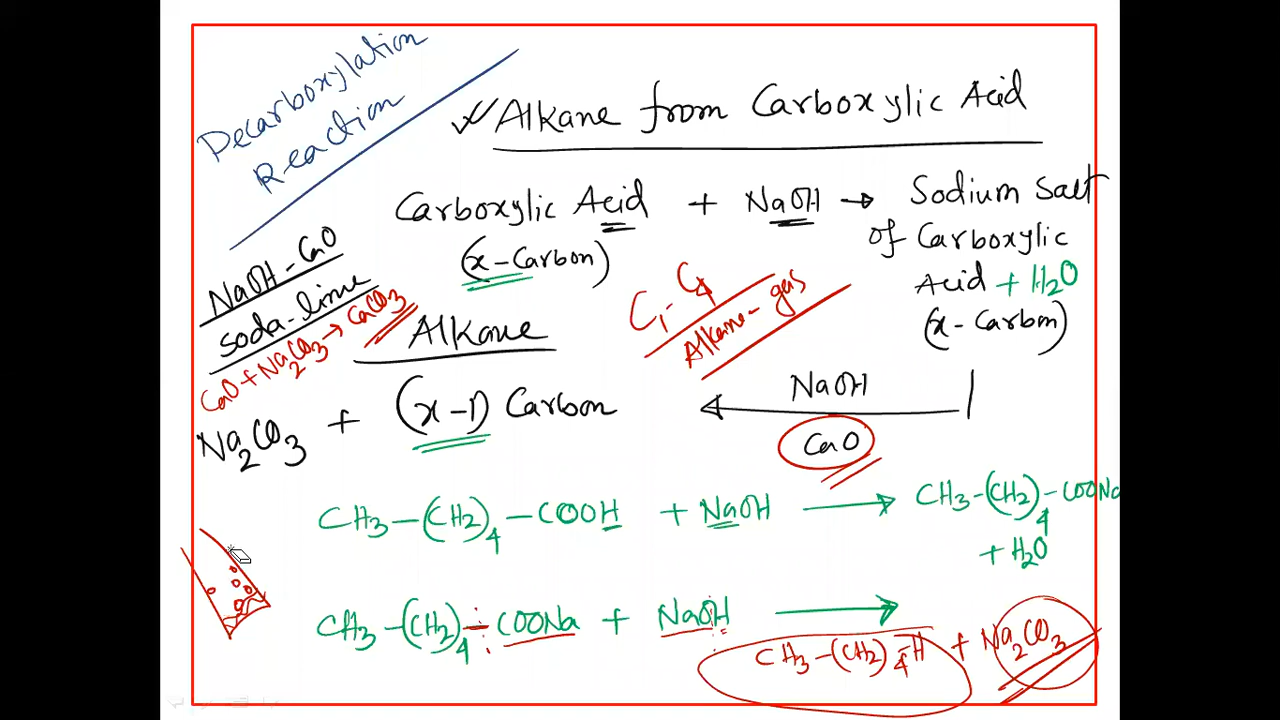 Decarboxylation
Reaction
Alkane from Carboxylic Acid
Carboxylic Acid + NaOH → Sodium Salt
(x-Carbon)
of Carboxylic
Acid + H2O
(x-Carbon)
NaOH-CaO
soda-lime
CaO + Na2CO3 → CaCO3
C1-C4
Alkane-gas
Alkane
Na2CO3 + (x-1) Carbon
NaOH
CaO
CH3-(CH2)4-COOH + NaOH → CH3-(CH2)4-COONa
+ H2O
CH3-(CH2)4-COONa + NaOH →
CH3-(CH2)4-H + Na2CO3